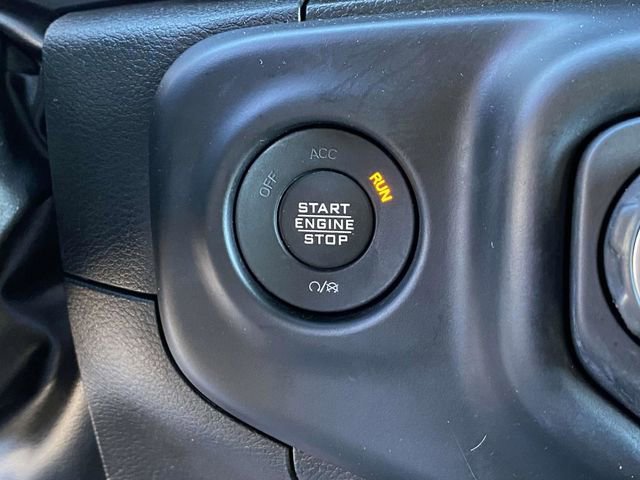 OFF
ACC
RUN
START
ENGINE
STOP